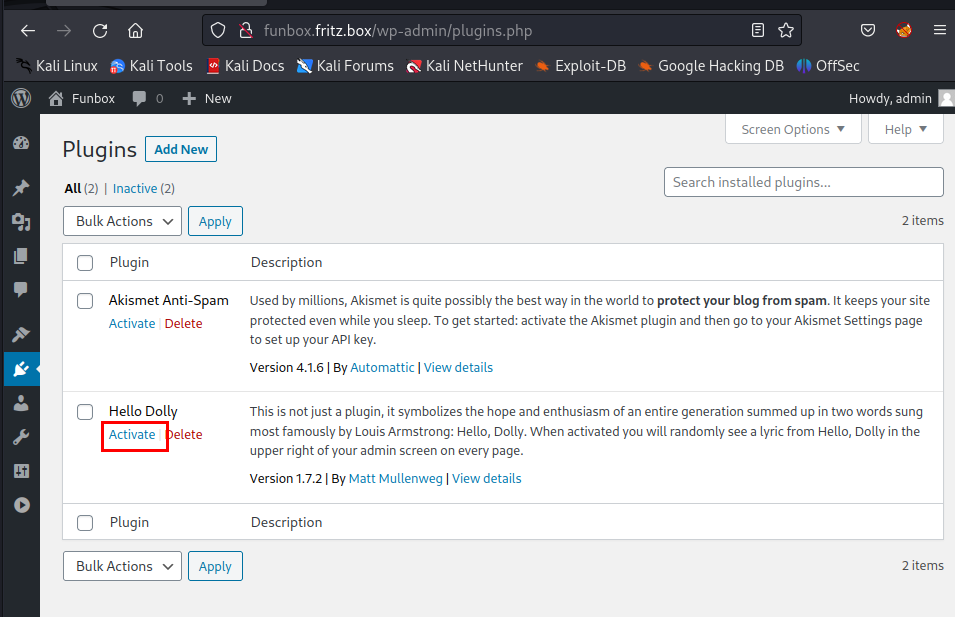 funbox.fritz.box/wp-admin/plugins.php
Kali Linux Kali Tools Kali Docs Kali Forums Kali NetHunter Exploit-DB Google Hacking DB OffSec
Funbox 0 New Howdy, admin
Screen Options Help
Plugins Add New
All (2) | Inactive (2)
Search installed plugins...
Bulk Actions Apply 2 items
Plugin Description
Akismet Anti-Spam
Activate | Delete
Used by millions, Akismet is quite possibly the best way in the world to protect your blog from spam. It keeps your site
protected even while you sleep. To get started: activate the Akismet plugin and then go to your Akismet Settings page
to set up your API key.
Version 4.1.6 | By Automattic | View details
Hello Dolly
Activate | Delete
This is not just a plugin, it symbolizes the hope and enthusiasm of an entire generation summed up in two words sung
most famously by Louis Armstrong: Hello, Dolly. When activated you will randomly see a lyric from Hello, Dolly in the
upper right of your admin screen on every page.
Version 1.7.2 | By Matt Mullenweg | View details
Plugin Description
Bulk Actions Apply 2 items